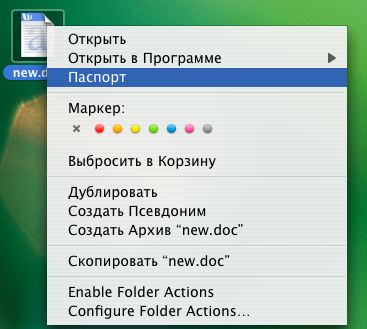 new.d
Открыть
Открыть в Программе
Паспорт
Маркер:
Выбросить в Корзину
Дублировать
Создать Псевдоним
Создать Архив “new.doc”
Скопировать “new.doc”
Enable Folder Actions
Configure Folder Actions...